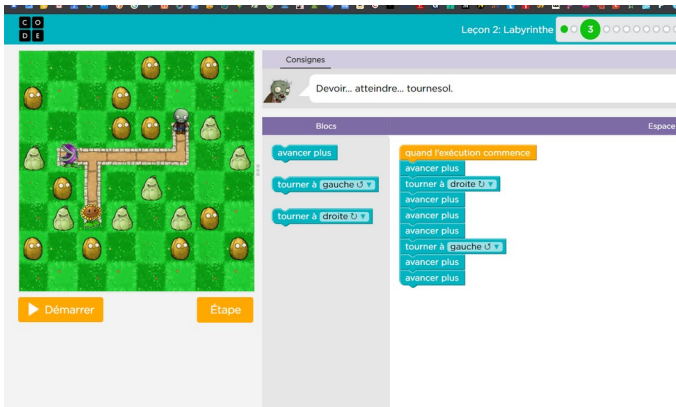 C O
D E
Leçon 2: Labyrinthe
3
Consignes
Devoir... atteindre... tournesol.
Blocs
Espace
avancer plus
tourner à gauche ↺ ▼
tourner à droite ↻ ▼
quand l'exécution commence
avancer plus
tourner à droite ↻ ▼
avancer plus
avancer plus
avancer plus
tourner à gauche ↺ ▼
avancer plus
avancer plus
Démarrer
Étape